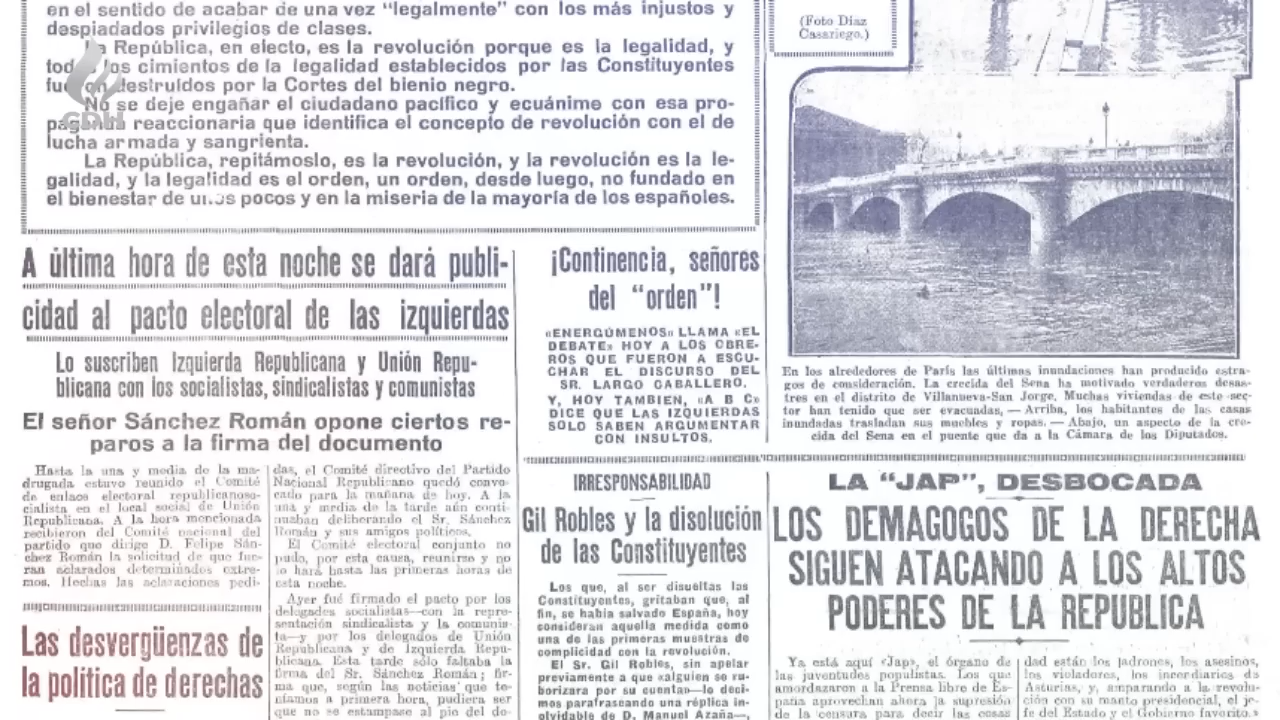 en el sentido de acabar de una vez “legalmente” con los más injustos y
despiadados privilegios de clases.
La República, en efecto, es la revolución porque es la legalidad, y
tod los cimientos de la legalidad establecidos por las Constituyentes
destruídos por la Cortes del bienio negro.
No se deje engañar el ciudadano pacífico y ecuánime con esa pro-
paganda reaccionaria que identifica el concepto de revolución con el de
lucha armada y sangrienta.
La República, repitámoslo, es la revolución, y la revolución es la le-
galidad, y la legalidad es el orden, un orden, desde luego, no fundado en
el bienestar de unos pocos y en la miseria de la mayoría de los españoles.
GDH
(Foto Díaz
Casariego.)
En los alrededores de París las últimas inundaciones han producido estra-
gos de consideración. La crecida del Sena ha motivado verdaderos desas-
tres en el distrito de Villanueva-San Jorge. Muchas viviendas de este sec-
tor han tenido que ser evacuadas, — Arriba, los habitantes de las casas
inundadas trasladan sus muebles y ropas. — Abajo, un aspecto de la cre-
cida del Sena en el puente que da a la Cámara de los Diputados.
A última hora de esta noche se dará publi-
cidad al pacto electoral de las izquierdas
Lo suscriben Izquierda Republicana y Unión Repu-
blicana con los socialistas, sindicalistas y comunistas
El señor Sánchez Román opone ciertos re-
paros a la firma del documento
Hasta la una y media de la ma-
drugada estuvo reunido el Comité
de enlace electoral republicanoso-
cialista en el local social de Unión
Republicana. A la hora mencionada
recibieron del Comité nacional del
partido que dirige D. Felipe Sán-
chez Román la solicitud de que fue-
ran aclarados determinados extre-
mos. Hechas las aclaraciones pedi-
das, el Comité directivo del Partido
Nacional Republicano quedó convo-
cado para la mañana de hoy. A la
una y media de la tarde aún conti-
nuaban deliberando el Sr. Sánchez
Román y sus amigos políticos.
El Comité electoral conjunto no
pudo, por esta causa, reunirse y no
lo hará hasta las primeras horas de
esta noche.
Ayer fué firmado el pacto por los
delegados socialistas—con la repre-
sentación sindicalista y la comunis-
ta—y por los delegados de Unión
Republicana y de Izquierda Repu-
blicana. Esta tarde sólo faltaba la
firma del Sr. Sánchez Román; fir-
ma que, según las noticias que te-
níamos a primera hora, pudiera ser
que no se estampase al pie del do-
Las desvergüenzas de
la política de derechas
¡Continencia, señores
del “orden”!
«ENERGÚMENOS» LLAMA «EL
DEBATE» HOY A LOS OBRE-
ROS QUE FUERON A ESCU-
CHAR EL DISCURSO DEL
SR. LARGO CABALLERO.
Y, HOY TAMBIEN, «A B C»
DICE QUE LAS IZQUIERDAS
SOLO SABEN ARGUMENTAR
CON INSULTOS.
IRRESPONSABILIDAD
Gil Robles y la disolución
de las Constituyentes
Los que, al ser disueltas las
Constituyentes, gritaban que, al
fin, se había salvado España, hoy
consideran aquella medida como
una de las primeras muestras de
complicidad con la revolución.
El Sr. Gil Robles, sin apelar
previamente a que «alguien se ru-
borizara por su cuenta—lo deci-
mos parafraseando una réplica in-
olvidable de D. Manuel Azaña—,
LA “JAP”, DESBOCADA
LOS DEMAGOGOS DE LA DERECHA
SIGUEN ATACANDO A LOS ALTOS
PODERES DE LA REPUBLICA
Ya está aquí «Jap», el órgano de
las juventudes populistas. Los que
amordazaron a la Prensa libre de Es-
paña aprovechan ahora la supresión
de la censura para decir las cosas
dad están los ladrones, los asesinos,
los violadores, los incendiarios de
Asturias, y, amparando a la revolu-
ción con su manto presidencial, el je-
fe del Estado y el Gobierno favorito.»